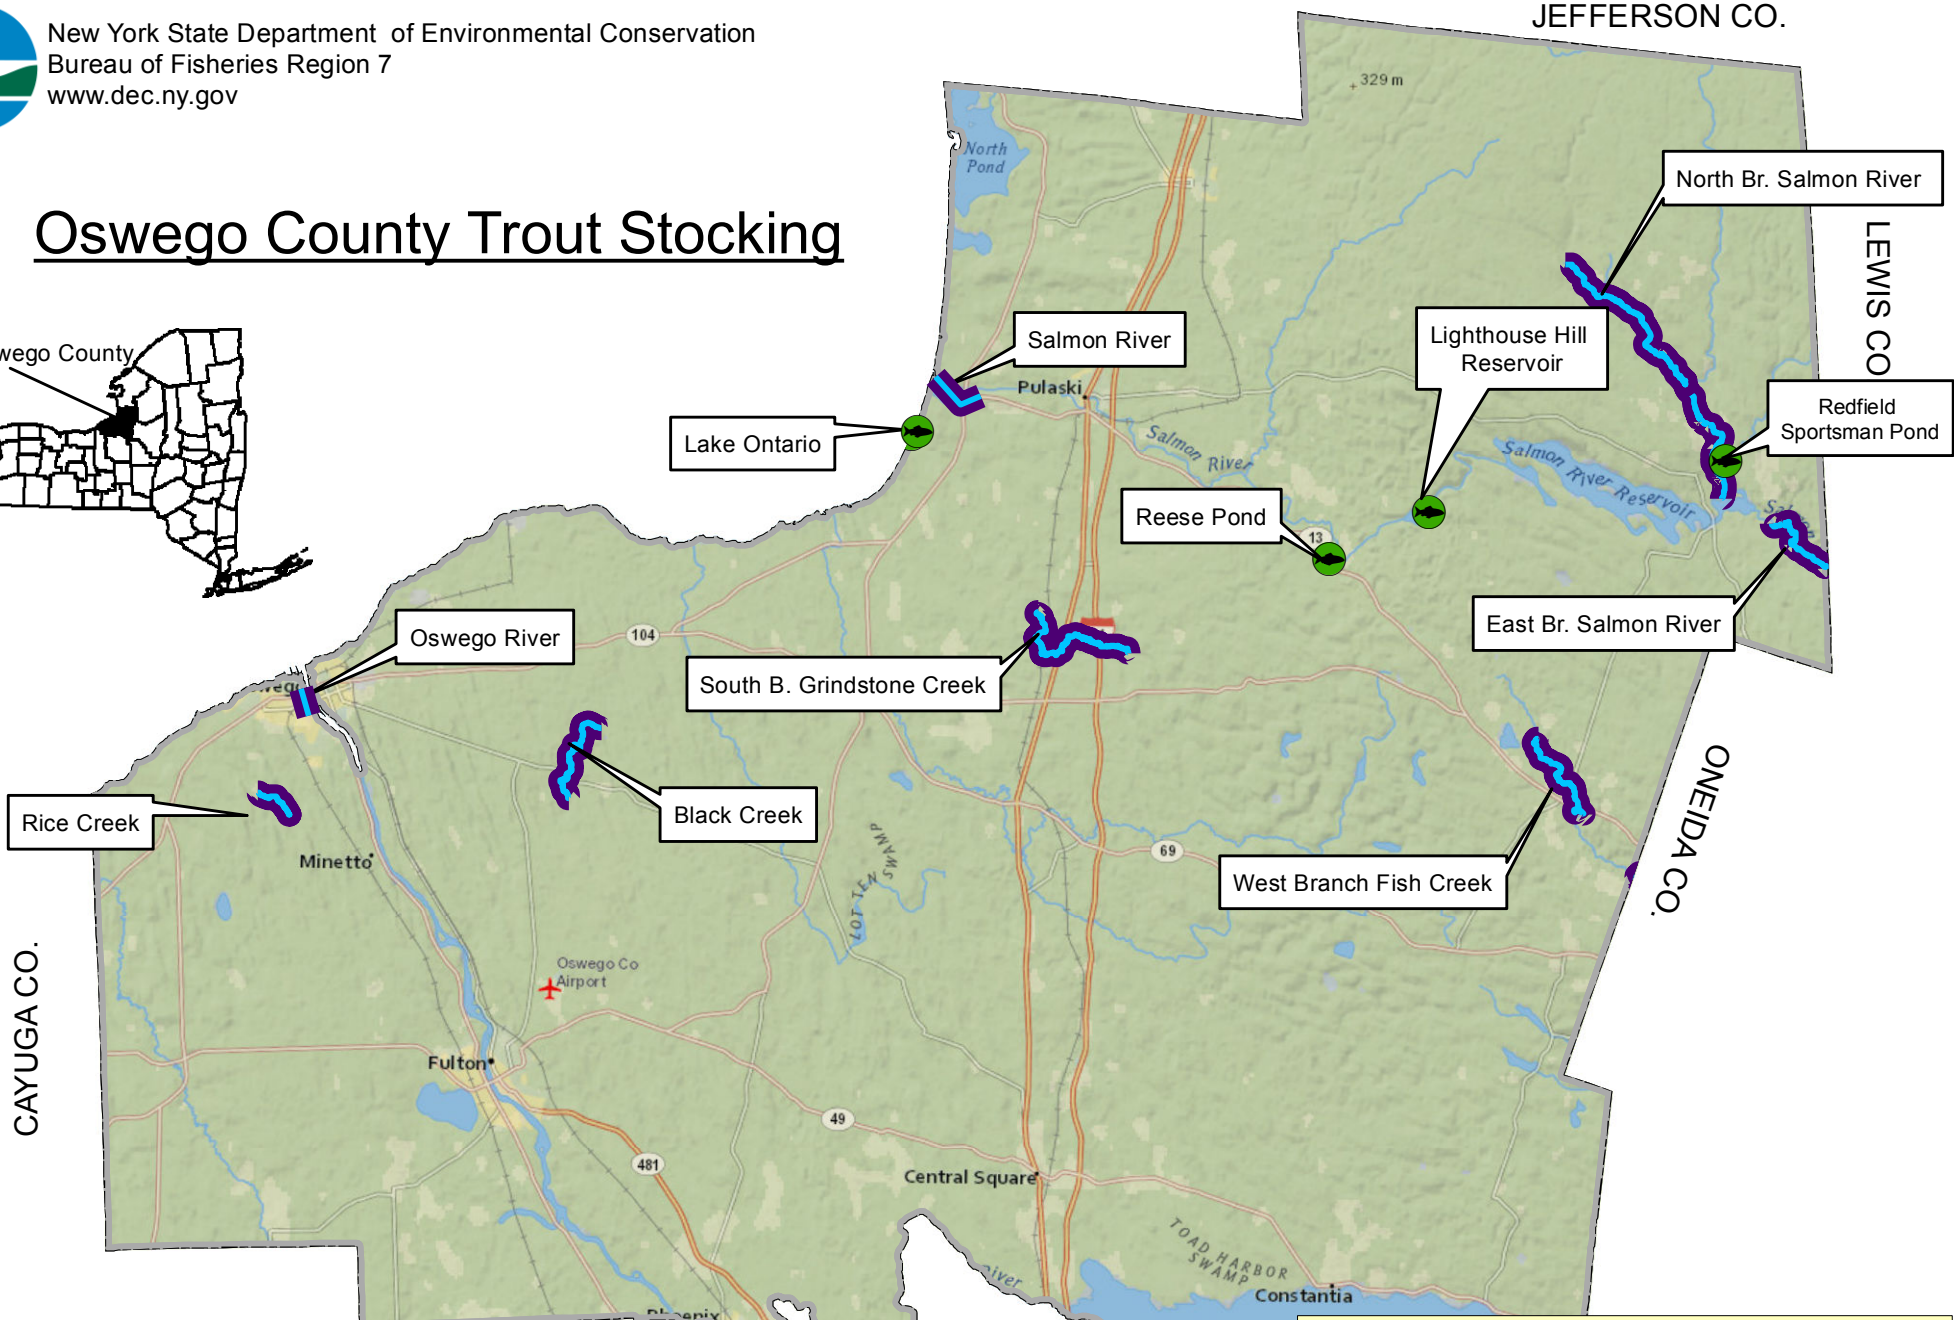 New York State Department of Environmental Conservation
Bureau of Fisheries Region 7
www.dec.ny.gov
JEFFERSON CO.
329 m
North
Pond
North Br. Salmon River
Oswego County Trout Stocking
LEWIS CO
Salmon River
Lighthouse Hill
Reservoir
County
Pulaski
Redfield
Sportsman Pond
Lake Ontario
Salmon River
Salmon River Reservoir
Reese Pond
13
East Br. Salmon River
Oswego River
104
South B. Grindstone Creek
ONEIDA CO.
Rice Creek
Black Creek
Minetto
LOT TEN
SWAMP
69
West Branch Fish Creek
CAYUGA CO.
Oswego Co
Airport
Fulton
49
481
Central Square
TOAD HARBOR
SWAMP
Constantia